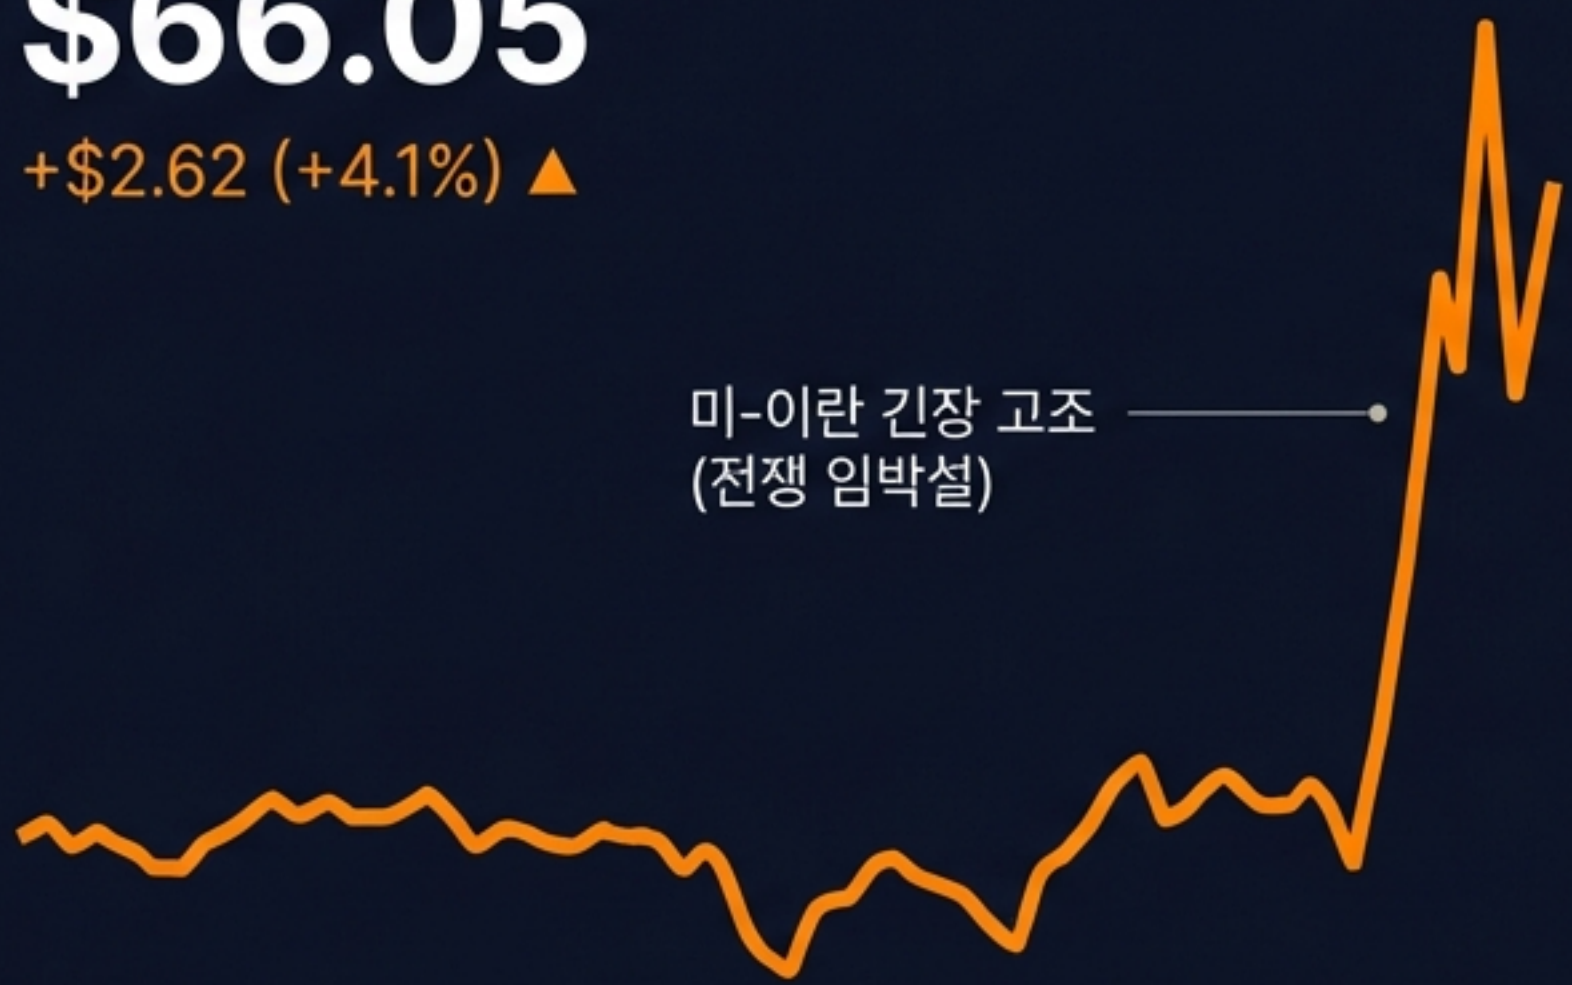 $66.05
+$2.62 (+4.1%) ▲
미-이란 긴장 고조
(전쟁 임박설)